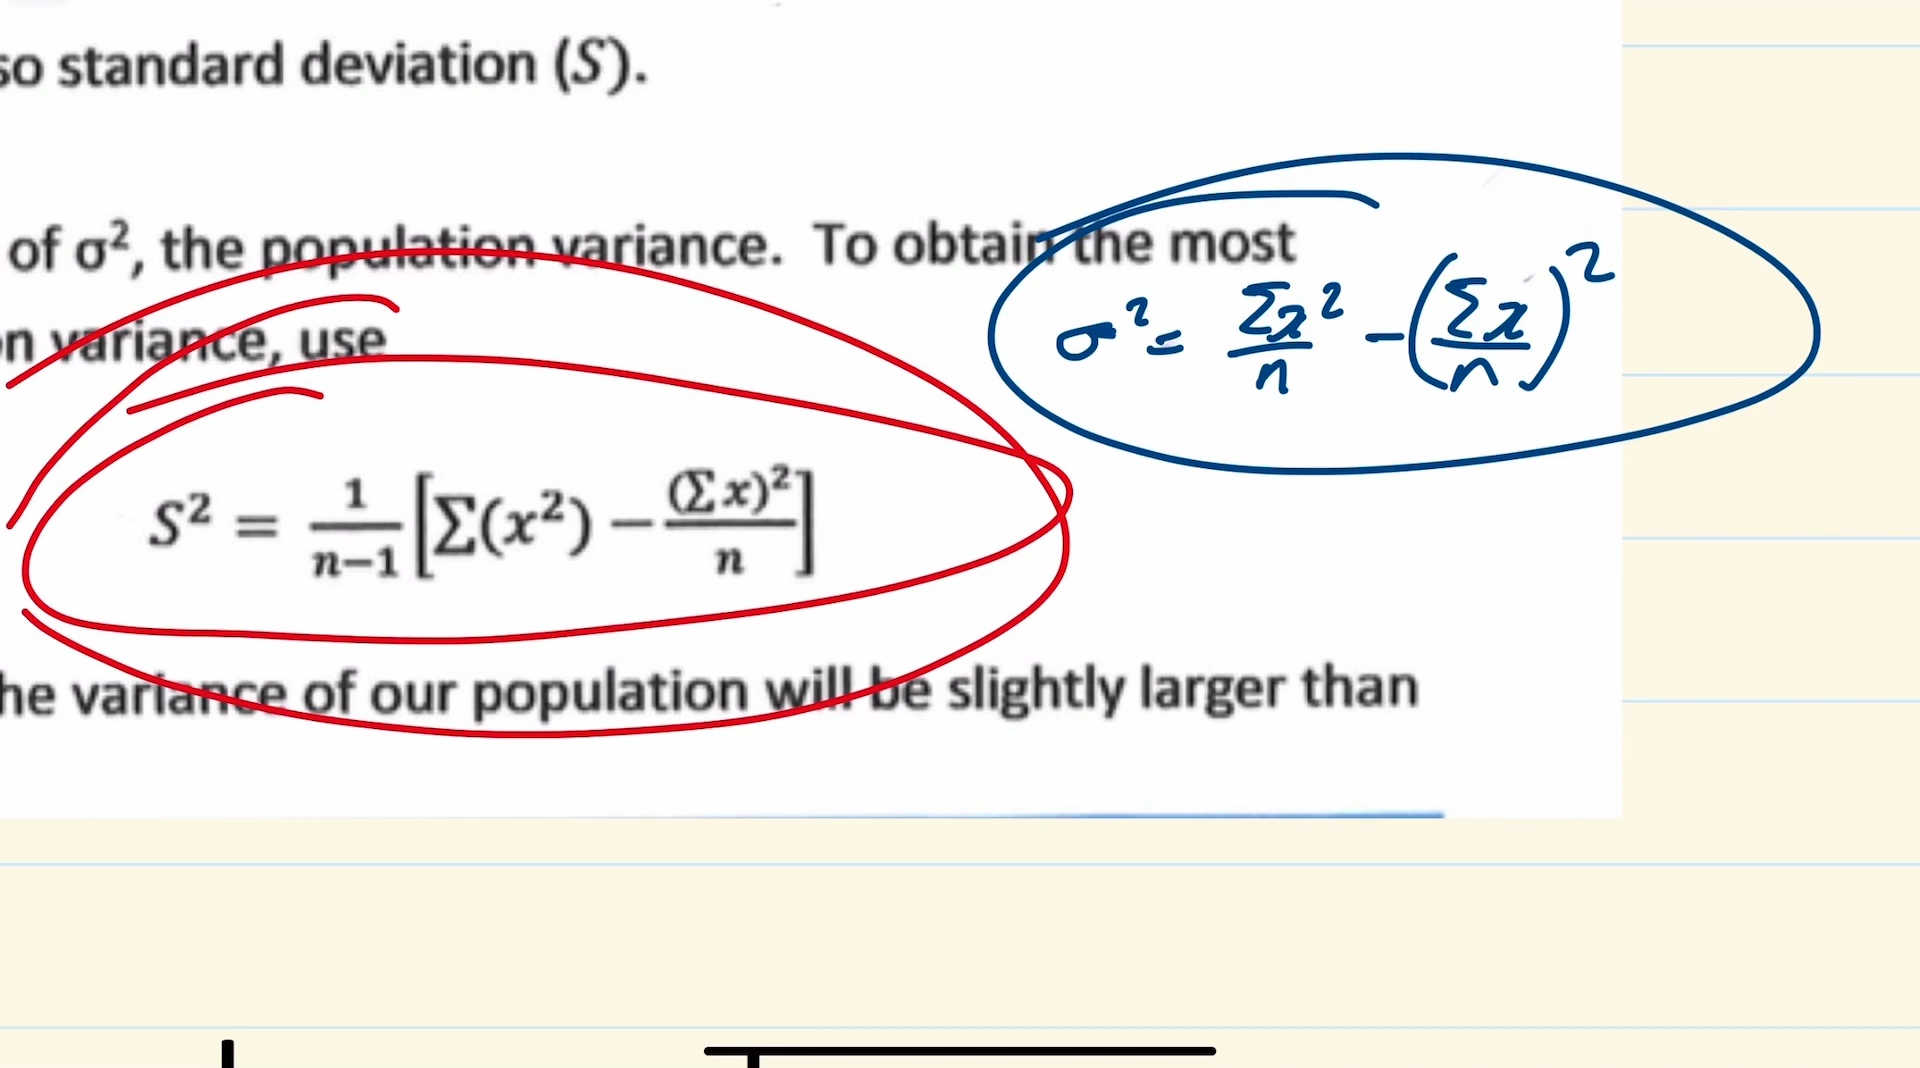 so standard deviation (S).
of σ², the population variance. To obtain the most
σ² = Σx²/n − (Σx/n)²
n variance, use
S² = 1/(n−1) [Σ(x²) − (Σx)²/n]
he variance of our population will be slightly larger than